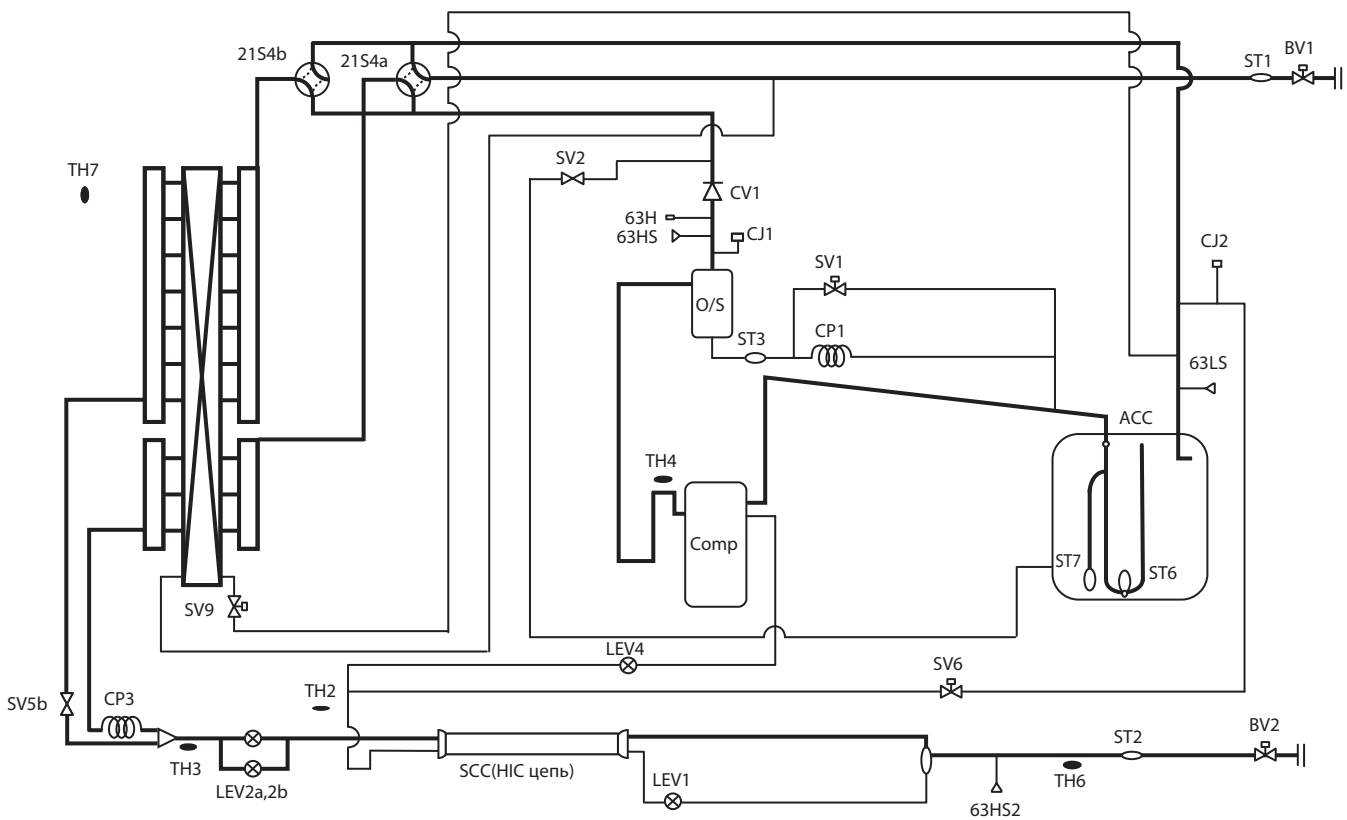 21S4b
21S4a
ST1
BV1
TH7
SV2
CV1
63H
63HS
CJ1
CJ2
SV1
O/S
ST3
CP1
63LS
ACC
TH4
Comp
ST7
ST6
SV9
LEV4
SV6
TH2
SV5b
CP3
BV2
ST2
TH3
SCC(HIC цепь)
LEV1
TH6
LEV2a,2b
63HS2